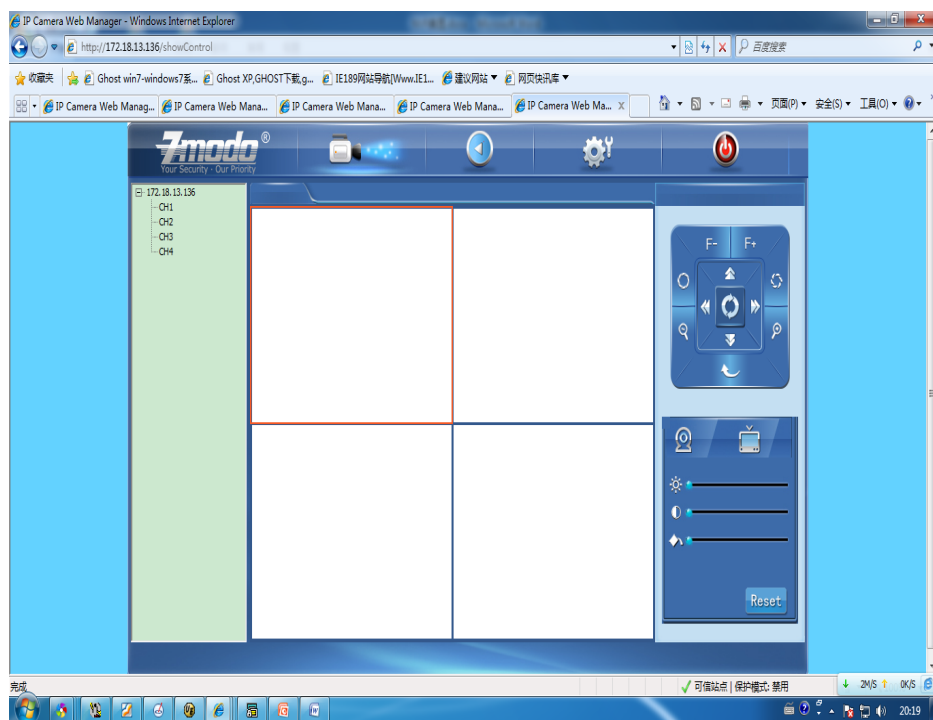 IP Camera Web Manager - Windows Internet Explorer
http://172.18.13.136/showControl
百度搜索
收藏夹 Ghost win7-windows7系... Ghost XP,GHOST下载,g... IE189网站导航[Www.IE1... 建议网站 网页快讯库
IP Camera Web Manag... IP Camera Web Mana... IP Camera Web Mana... IP Camera Web Mana... IP Camera Web Ma... X 页面(P) 安全(S) 工具(O)
7modo®
Your Security · Our Priority
172.18.13.136
CH1
CH2
CH3
CH4
F- F+
Reset
完成 可信站点 | 保护模式: 禁用 2M/S 0K/S
20:19